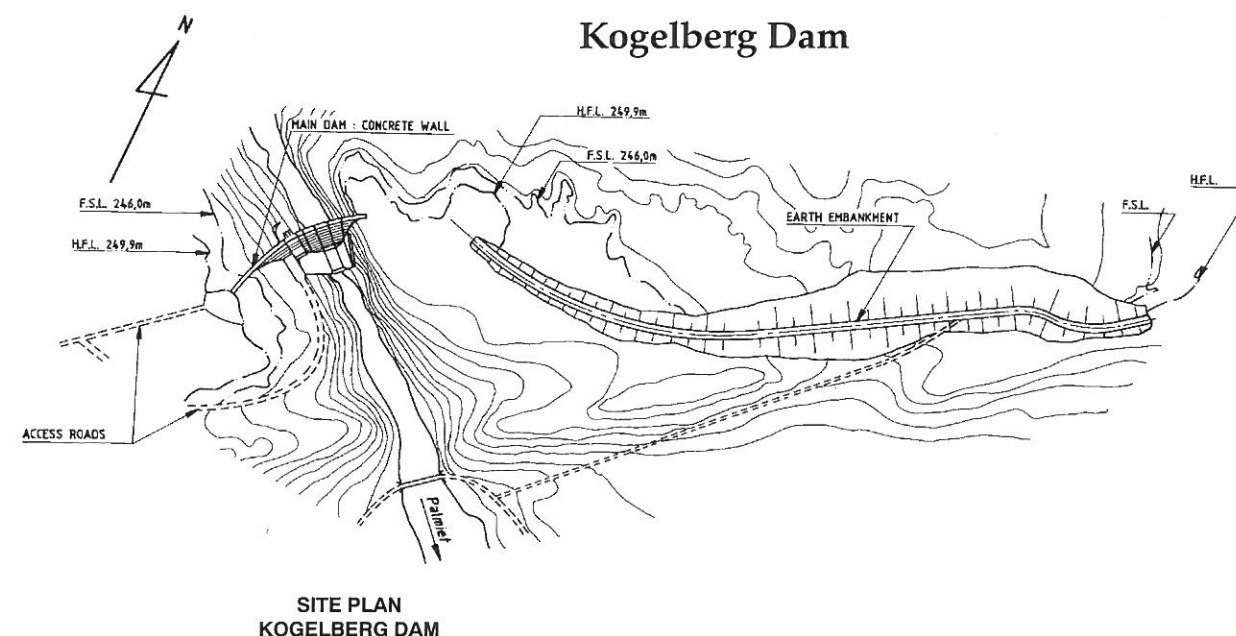 Kogelberg Dam
N
MAIN DAM : CONCRETE WALL
H.F.L. 249,9m
F.S.L. 246,0m
H.F.L.
F.S.L.
F.S.L. 246,0m
H.F.L. 249,9m
EARTH EMBANKMENT
ACCESS ROADS
Palmiet
SITE PLAN
KOGELBERG DAM